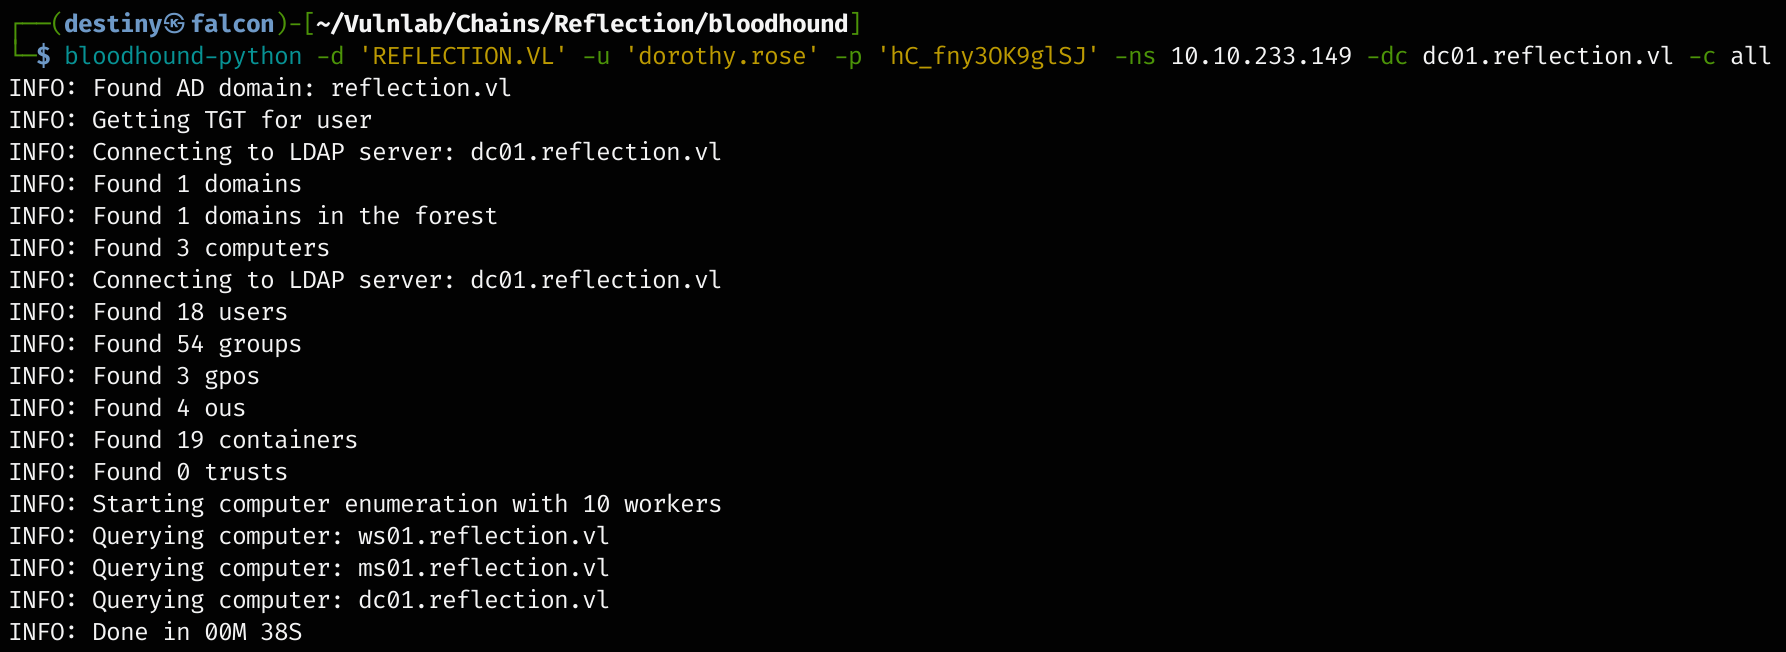 ┌──(destiny㉿falcon)-[~/Vulnlab/Chains/Reflection/bloodhound]
└─$ bloodhound-python -d 'REFLECTION.VL' -u 'dorothy.rose' -p 'hC_fny3OK9glSJ' -ns 10.10.233.149 -dc dc01.reflection.vl -c all
INFO: Found AD domain: reflection.vl
INFO: Getting TGT for user
INFO: Connecting to LDAP server: dc01.reflection.vl
INFO: Found 1 domains
INFO: Found 1 domains in the forest
INFO: Found 3 computers
INFO: Connecting to LDAP server: dc01.reflection.vl
INFO: Found 18 users
INFO: Found 54 groups
INFO: Found 3 gpos
INFO: Found 4 ous
INFO: Found 19 containers
INFO: Found 0 trusts
INFO: Starting computer enumeration with 10 workers
INFO: Querying computer: ws01.reflection.vl
INFO: Querying computer: ms01.reflection.vl
INFO: Querying computer: dc01.reflection.vl
INFO: Done in 00M 38S